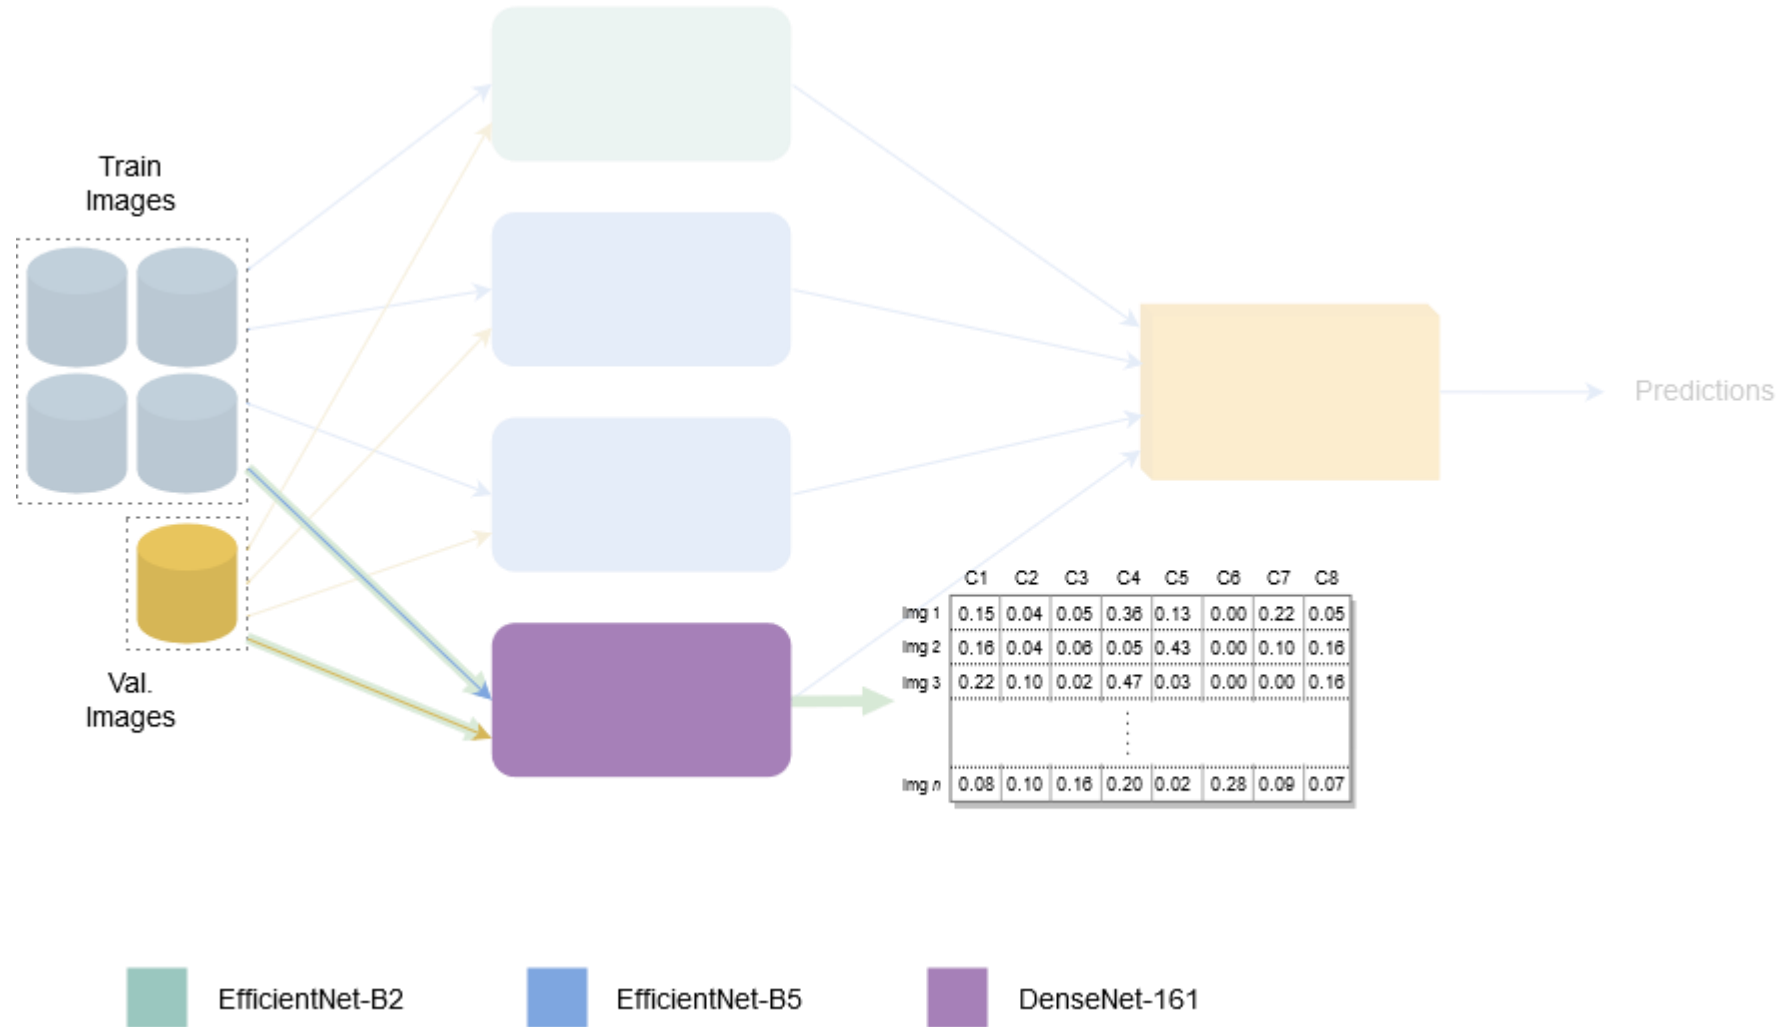 Train
Images
Val.
Images
Predictions
C1 C2 C3 C4 C5 C6 C7 C8
Img 1 0.15 0.04 0.05 0.36 0.13 0.00 0.22 0.05
Img 2 0.16 0.04 0.06 0.05 0.43 0.00 0.10 0.16
Img 3 0.22 0.10 0.02 0.47 0.03 0.00 0.00 0.16
Img n 0.08 0.10 0.16 0.20 0.02 0.28 0.09 0.07
EfficientNet-B2 EfficientNet-B5 DenseNet-161